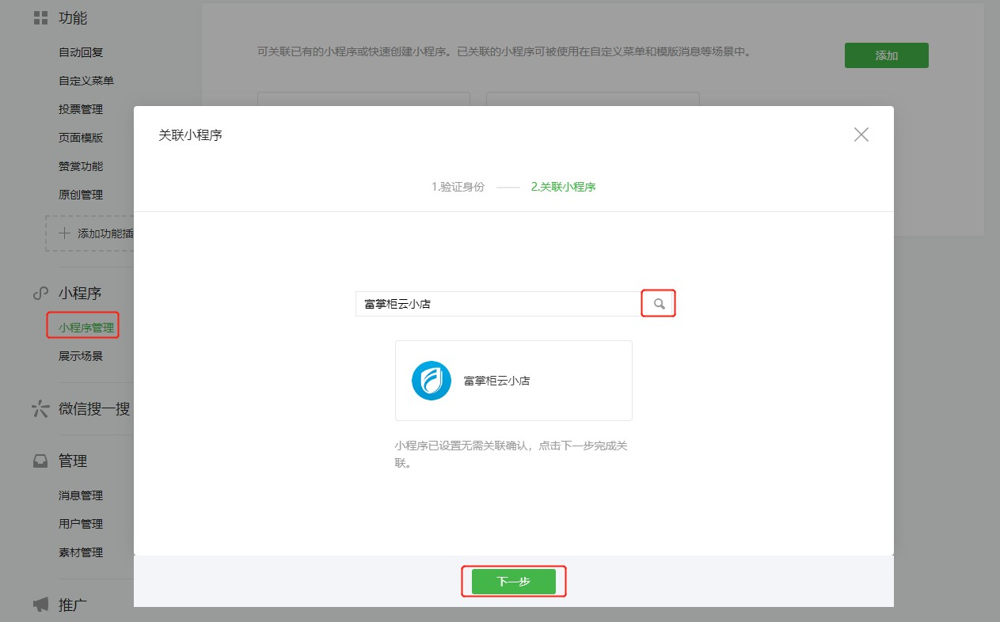 功能
自动回复
自定义菜单
投票管理
页面模版
赞赏功能
原创管理
添加功能插
小程序
小程序管理
展示场景
微信搜一搜
管理
消息管理
用户管理
素材管理
推广
可关联已有的小程序或快速创建小程序。已关联的小程序可被使用在自定义菜单和模版消息等场景中。
添加
关联小程序
1.验证身份
2.关联小程序
富掌柜云小店
富掌柜云小店
小程序已设置无需关联确认，点击下一步完成关
联。
下一步